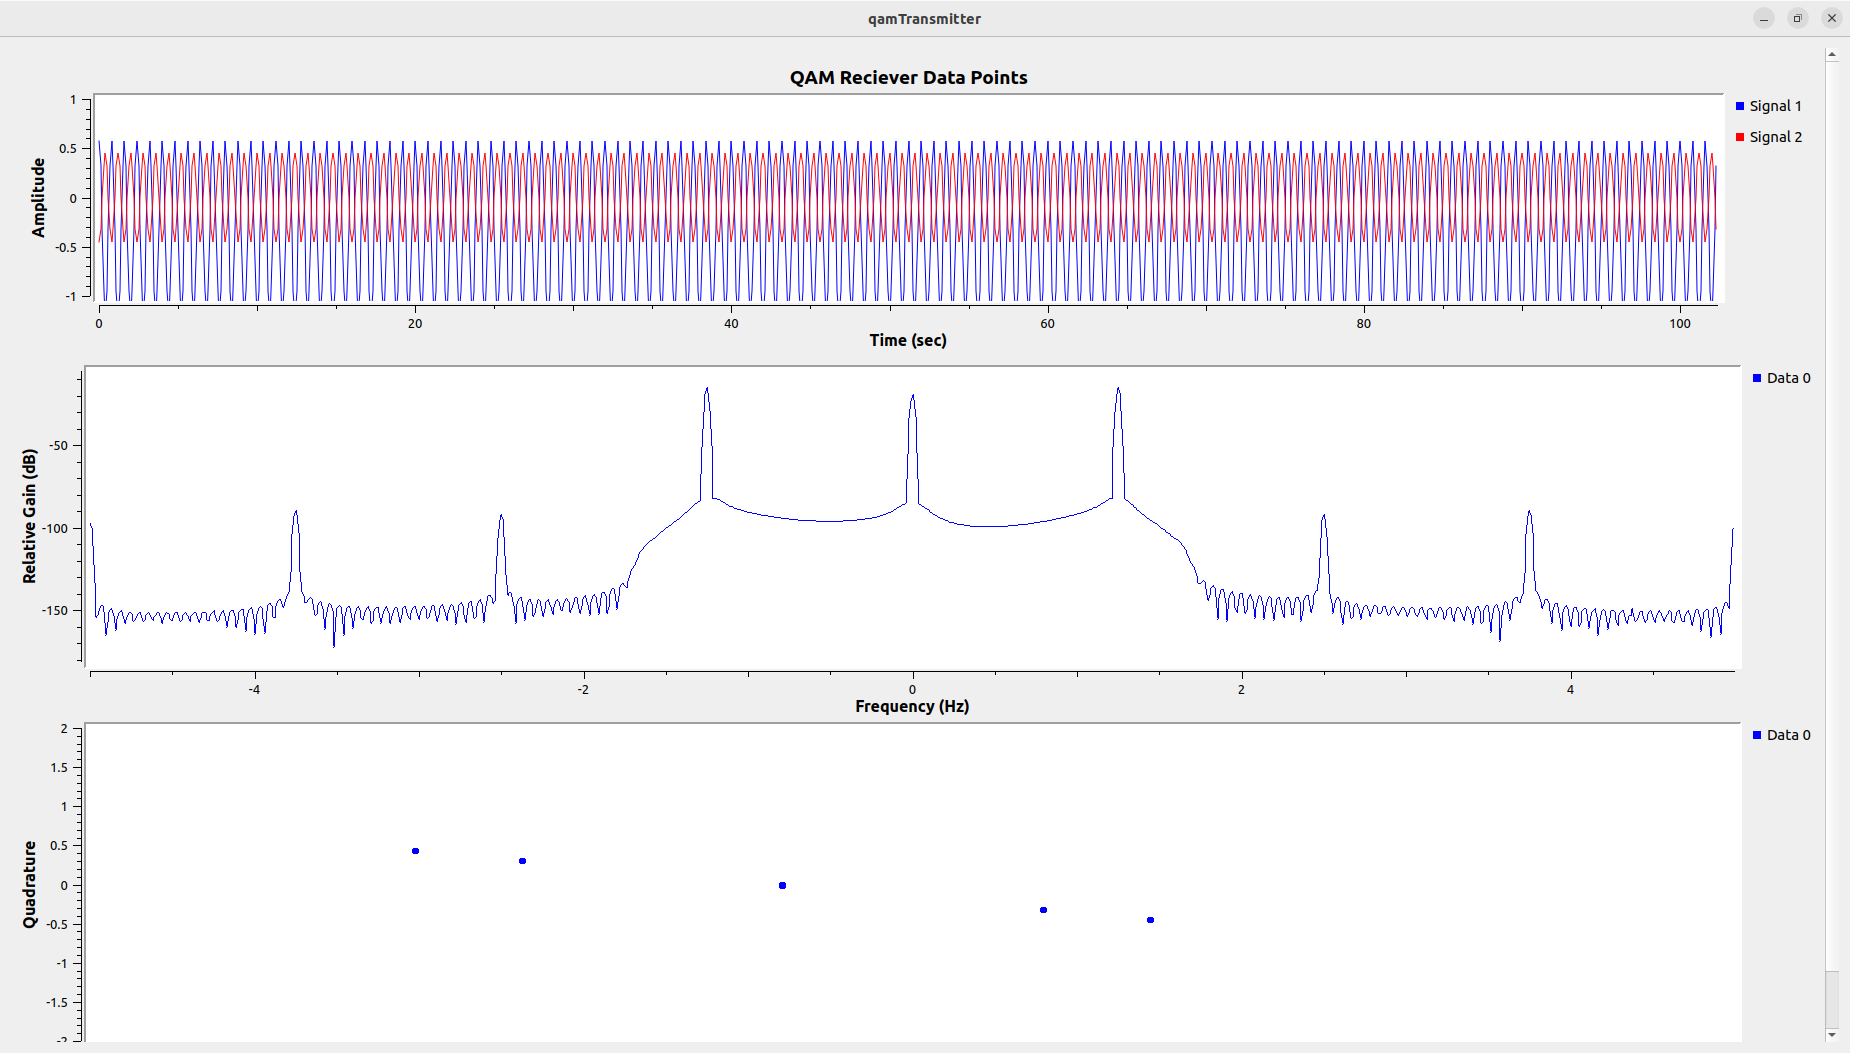 qamTransmitter
QAM Reciever Data Points
Amplitude
1
0.5
0
-0.5
-1
0
20
40
60
80
100
Time (sec)
Signal 1
Signal 2
Relative Gain (dB)
-50
-100
-150
-4
-2
0
2
4
Frequency (Hz)
Data 0
Quadrature
2
1.5
1
0.5
0
-0.5
-1
-1.5
-2
Data 0